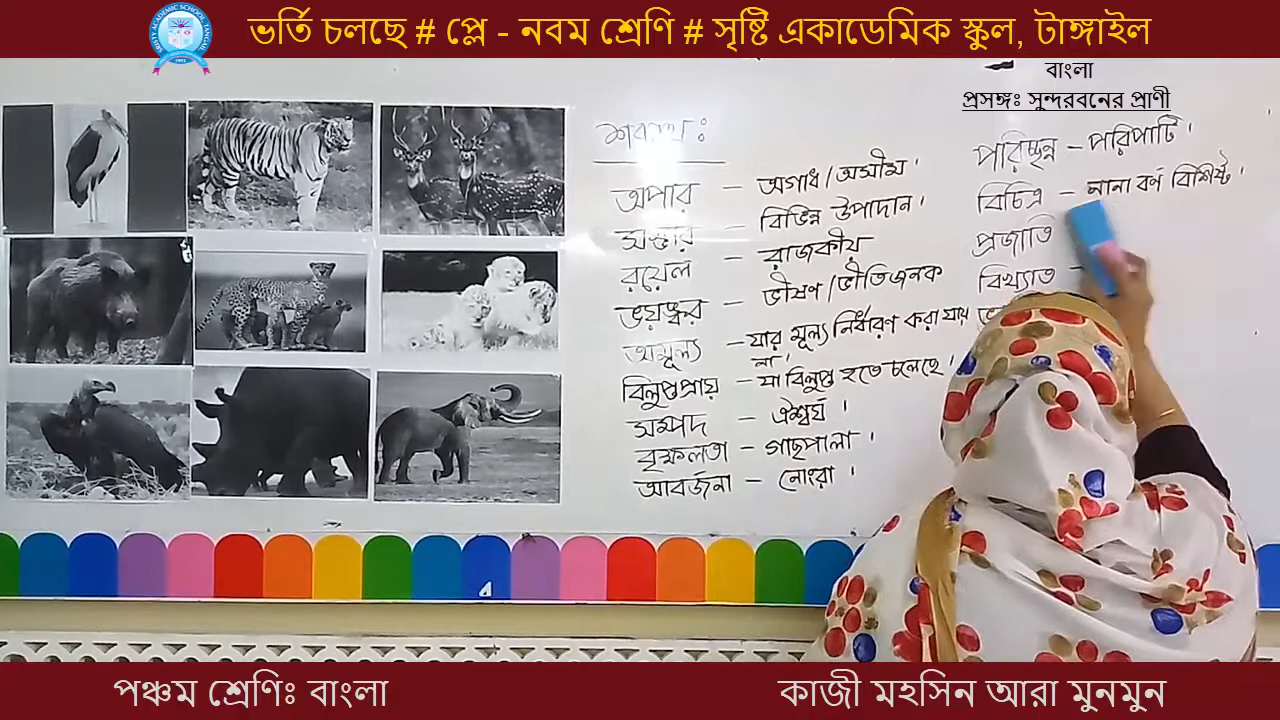 ভর্তি চলছে # প্লে - নবম শ্রেণি # সৃষ্টি একাডেমিক স্কুল, টাঙ্গাইল
বাংলা
প্রসঙ্গঃ সুন্দরবনের প্রাণী
শব্দার্থ :
অপার - অগাধ / অসীম ।
সম্ভার - বিভিন্ন উপাদান ।
রয়েল - রাজকীয়
ভয়ঙ্কর - ভীষণ / ভীতিজনক
অমূল্য - যার মূল্য নির্ধারণ করা যায়
না ।
বিলুপ্তপ্রায় - যা বিলুপ্ত হতে চলেছে ।
সম্পদ - ঐশ্বর্য ।
বৃক্ষলতা - গাছপালা ।
আবর্জনা - নোংরা ।
পরিচ্ছন্ন - পরিপাটি ।
বিচিত্র - নানা বর্ণ বিশিষ্ট ।
প্রজাতি
বিখ্যাত -
পঞ্চম শ্রেণিঃ বাংলা
কাজী মহসিন আরা মুনমুন